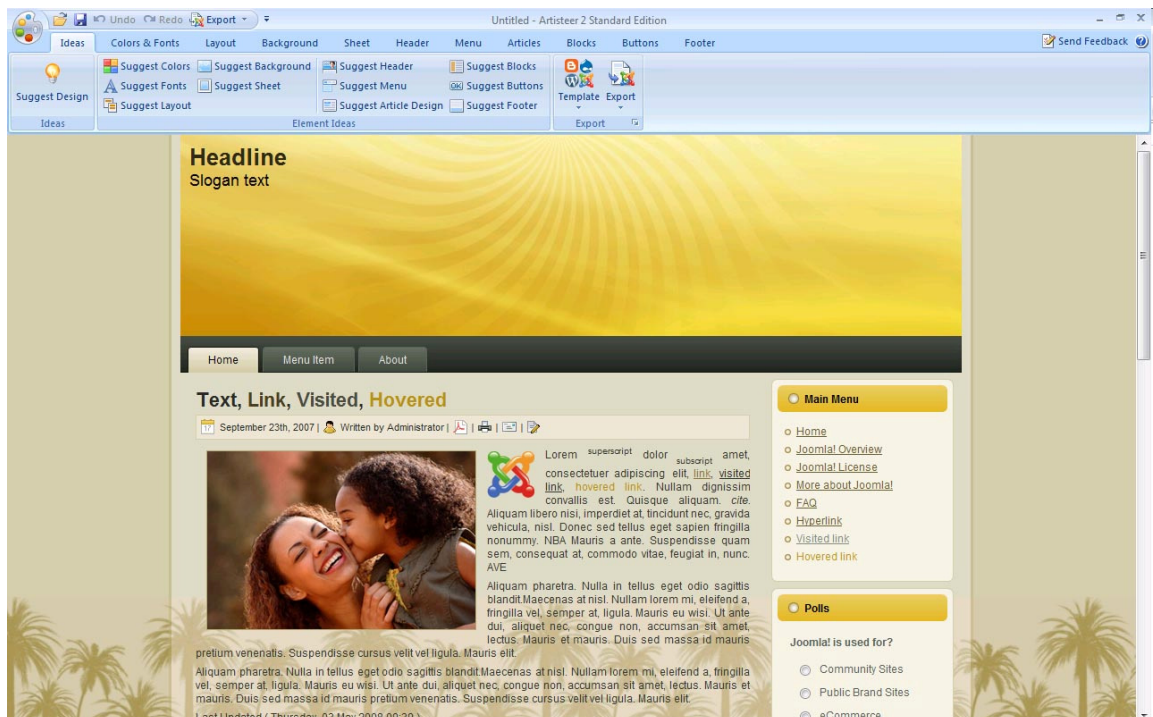 Undo Redo Export
Untitled - Artisteer 2 Standard Edition
Ideas Colors & Fonts Layout Background Sheet Header Menu Articles Blocks Buttons Footer
Send Feedback
Suggest Design
Suggest Colors Suggest Background Suggest Header Suggest Blocks
Suggest Fonts Suggest Sheet Suggest Menu Suggest Buttons
Suggest Layout Suggest Article Design Suggest Footer
Template Export
Ideas Element Ideas Export
Headline
Slogan text
Home Menu Item About
Text, Link, Visited, Hovered
17 September 23th, 2007 | Written by Administrator | | | |
Lorem superscript dolor subscript amet,
consectetuer adipiscing elit, link, visited
link, hovered link. Nullam dignissim
convallis est. Quisque aliquam. cite.
Aliquam libero nisi, imperdiet at, tincidunt nec, gravida
vehicula, nisl. Donec sed tellus eget sapien fringilla
nonummy. NBA Mauris a ante. Suspendisse quam
sem, consequat at, commodo vitae, feugiat in, nunc.
AVE
Aliquam pharetra. Nulla in tellus eget odio sagittis
blandit.Maecenas at nisl. Nullam lorem mi, eleifend a,
fringilla vel, semper at, ligula. Mauris eu wisi. Ut ante
dui, aliquet nec, congue non, accumsan sit amet,
lectus. Mauris et mauris. Duis sed massa id mauris
pretium venenatis. Suspendisse cursus velit vel ligula. Mauris elit.
Aliquam pharetra. Nulla in tellus eget odio sagittis blandit.Maecenas at nisl. Nullam lorem mi, eleifend a, fringilla
vel, semper at, ligula. Mauris eu wisi. Ut ante dui, aliquet nec, congue non, accumsan sit amet, lectus. Mauris et
mauris. Duis sed massa id mauris pretium venenatis. Suspendisse cursus velit vel ligula. Mauris elit.
Last Updated ( Thursday, 03 May 2008 00:39 )
Main Menu
Home
Joomla! Overview
Joomla! License
More about Joomla!
FAQ
Hyperlink
Visited link
Hovered link
Polls
Joomla! is used for?
Community Sites
Public Brand Sites
eCommerce